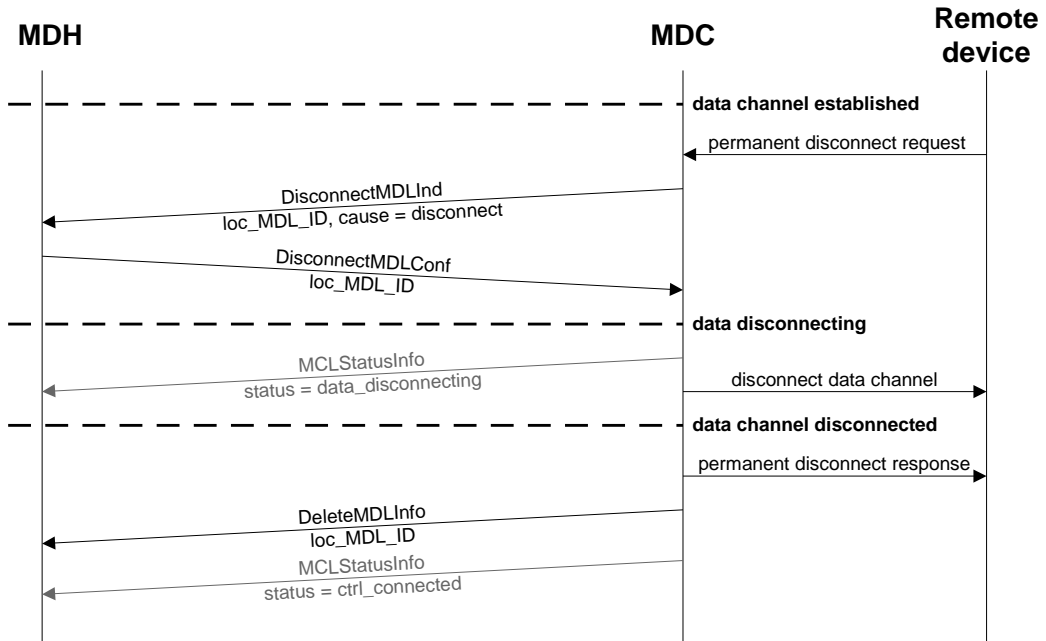 MDH
MDC
Remote
device
data channel established
permanent disconnect request
DisconnectMDLInd
loc_MDL_ID, cause = disconnect
DisconnectMDLConf
loc_MDL_ID
data disconnecting
MCLStatusInfo
status = data_disconnecting
disconnect data channel
data channel disconnected
permanent disconnect response
DeleteMDLInfo
loc_MDL_ID
MCLStatusInfo
status = ctrl_connected